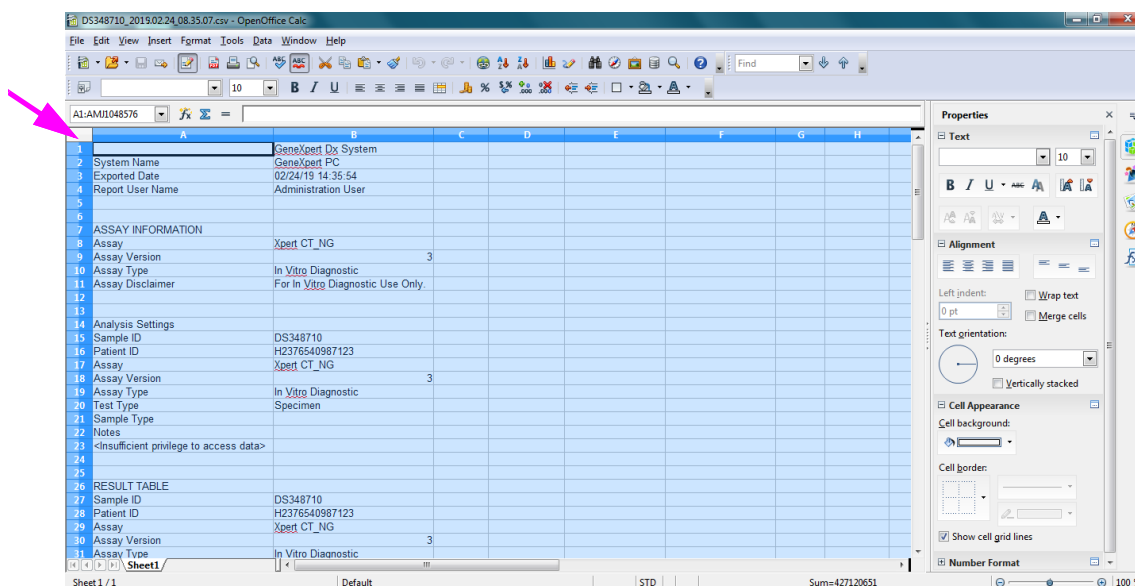 DS348710_2019.02.24_08.35.07.csv - OpenOffice Calc
File Edit View Insert Format Tools Data Window Help
Find
10 B I U
A1:AMJ1048576
A B C D E F G H
1 GeneXpert Dx System
2 System Name GeneXpert PC
3 Exported Date 02/24/19 14:35:54
4 Report User Name Administration User
5
6
7 ASSAY INFORMATION
8 Assay Xpert CT_NG
9 Assay Version 3
10 Assay Type In Vitro Diagnostic
11 Assay Disclaimer For In Vitro Diagnostic Use Only.
12
13
14 Analysis Settings
15 Sample ID DS348710
16 Patient ID H2376540987123
17 Assay Xpert CT_NG
18 Assay Version 3
19 Assay Type In Vitro Diagnostic
20 Test Type Specimen
21 Sample Type
22 Notes
23 <Insufficient privilege to access data>
24
25
26 RESULT TABLE
27 Sample ID DS348710
28 Patient ID H2376540987123
29 Assay Xpert CT_NG
30 Assay Version 3
31 Assay Type In Vitro Diagnostic
Sheet1
Sheet 1 / 1 Default STD Sum=427120651 100
Properties
Text
10
B I U ABC
Alignment
Left indent: Wrap text
0 pt Merge cells
Text orientation:
0 degrees
Vertically stacked
Cell Appearance
Cell background:
Cell border:
Show cell grid lines
Number Format